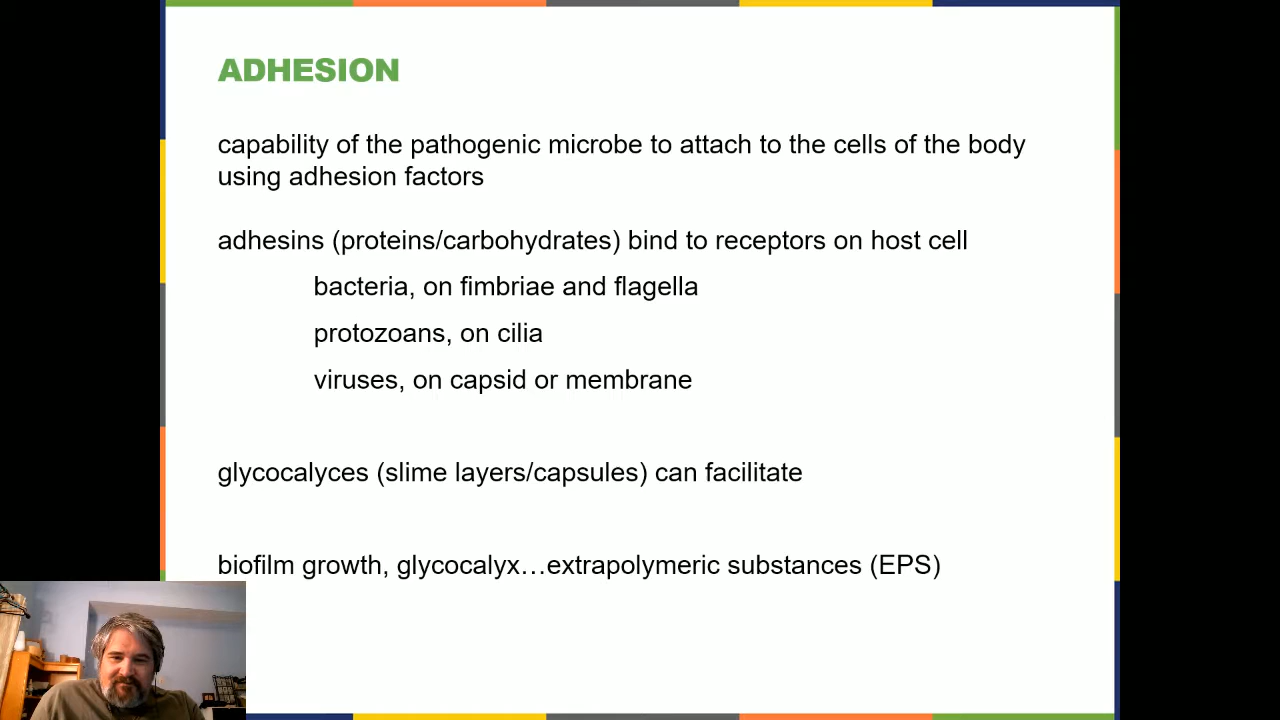 ADHESION
capability of the pathogenic microbe to attach to the cells of the body
using adhesion factors
adhesins (proteins/carbohydrates) bind to receptors on host cell
bacteria, on fimbriae and flagella
protozoans, on cilia
viruses, on capsid or membrane
glycocalyces (slime layers/capsules) can facilitate
biofilm growth, glycocalyx…extrapolymeric substances (EPS)